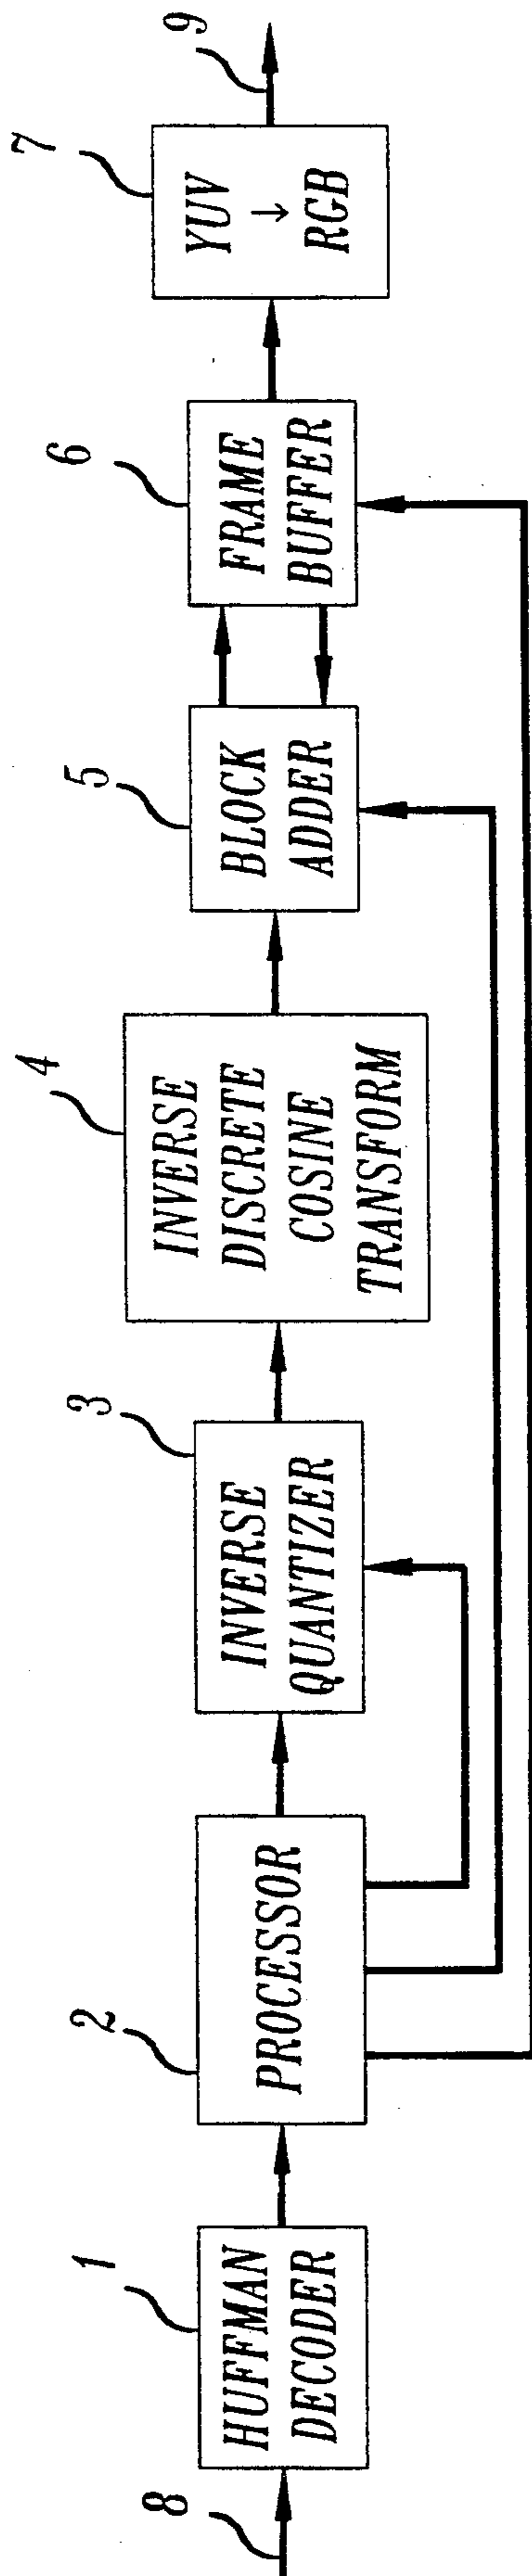 8
1
HUFFMAN
DECODER
2
PROCESSOR
3
INVERSE
QUANTIZER
4
INVERSE
DISCRETE
COSINE
TRANSFORM
5
BLOCK
ADDER
6
FRAME
BUFFER
7
YUV
↓
RGB
9